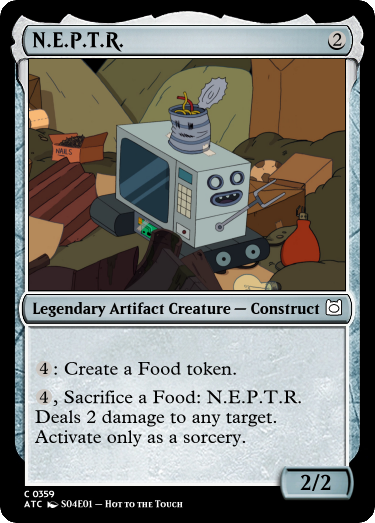 N.E.P.T.R. 2
NAILS
Legendary Artifact Creature — Construct
4: Create a Food token.
4, Sacrifice a Food: N.E.P.T.R.
Deals 2 damage to any target.
Activate only as a sorcery.
2/2
C 0359
ATC S04E01 – Hot to the Touch